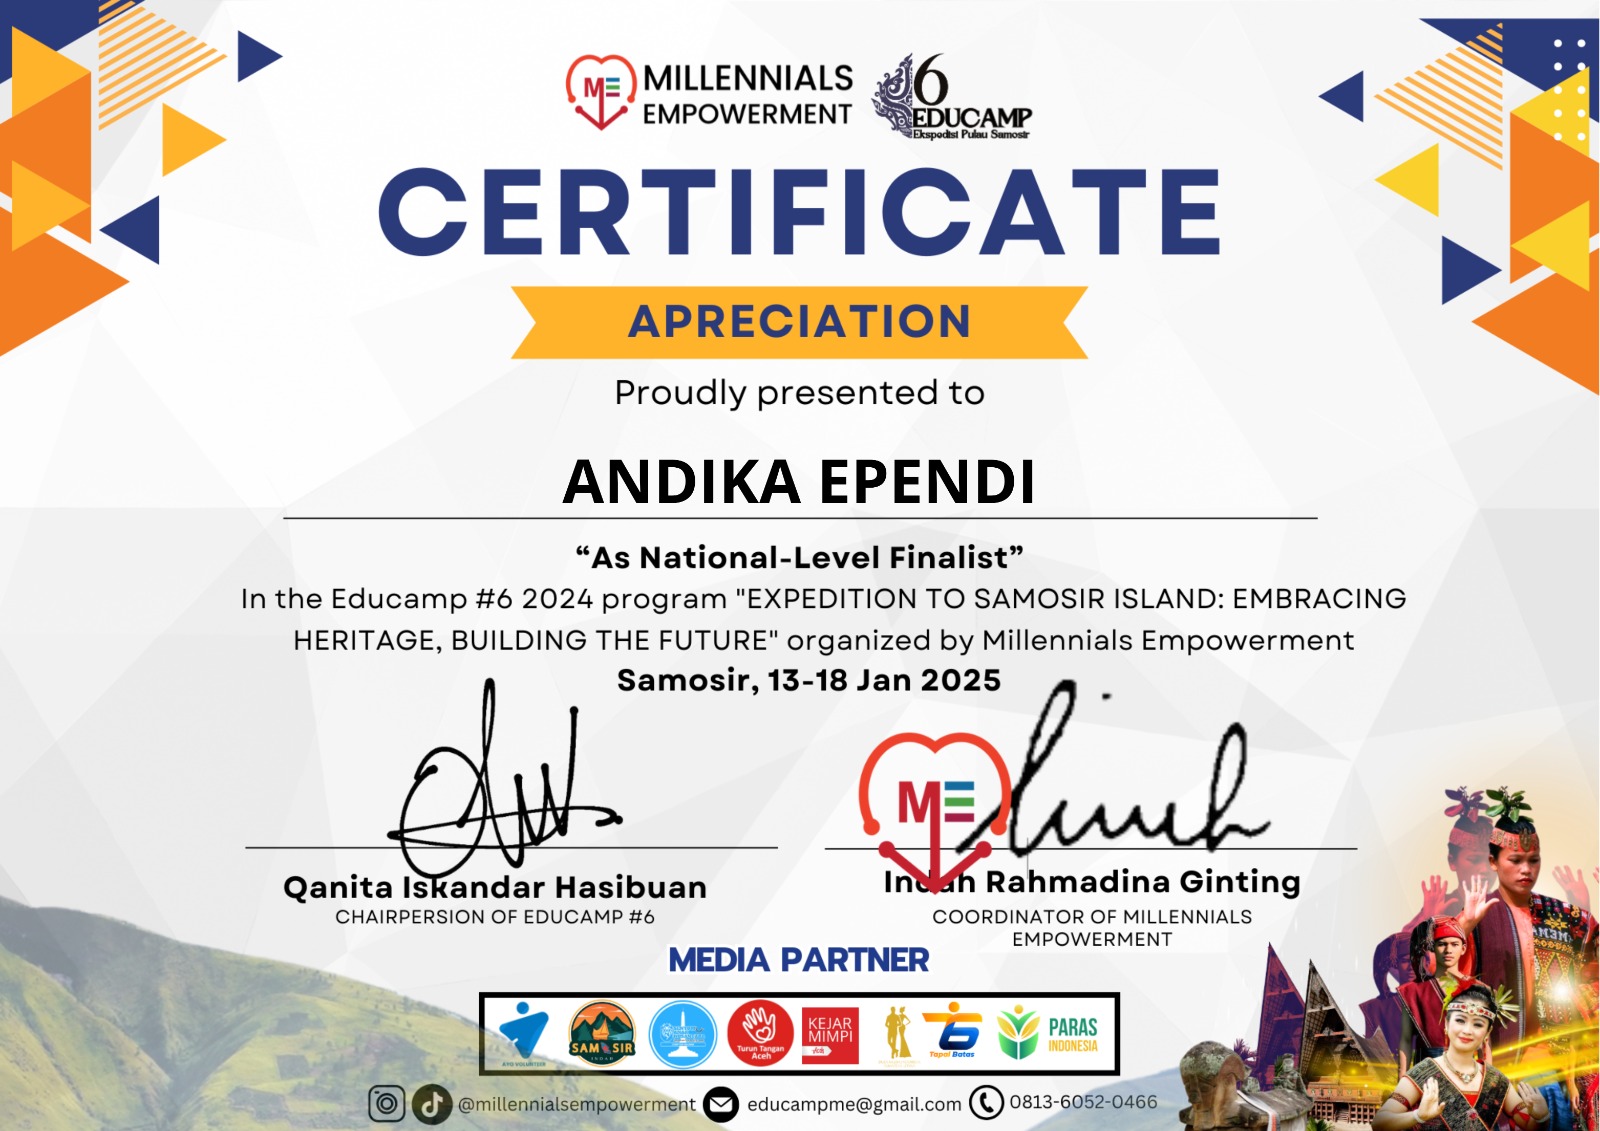 ME MILLENNIALS
EMPOWERMENT
6
EDUCAMP
Ekspedisi Pulau Samosir
CERTIFICATE
APRECIATION
Proudly presented to
ANDIKA EPENDI
“As National-Level Finalist”
In the Educamp #6 2024 program "EXPEDITION TO SAMOSIR ISLAND: EMBRACING
HERITAGE, BUILDING THE FUTURE" organized by Millennials Empowerment
Samosir, 13-18 Jan 2025
ME
Qanita Iskandar Hasibuan
CHAIRPERSION OF EDUCAMP #6
Indah Rahmadina Ginting
COORDINATOR OF MILLENNIALS
EMPOWERMENT
MEDIA PARTNER
AYO VOLUNTEER
SAMOSIR
INDAH
Turun Tangan
Aceh
KEJAR
MIMPI
Tapal Batas
PARAS
INDONESIA
@millennialsempowerment educampme@gmail.com 0813-6052-0466